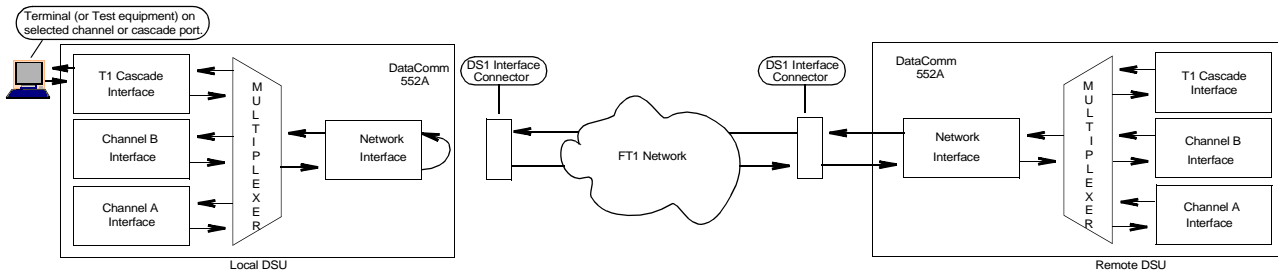 Terminal (or Test equipment) on
selected channel or cascade port.
T1 Cascade
Interface
Channel B
Interface
Channel A
Interface
MULTIPLEXER
DataComm
552A
Network
Interface
Local DSU
DS1 Interface
Connector
FT1 Network
DS1 Interface
Connector
DataComm
552A
Network
Interface
MULTIPLEXER
T1 Cascade
Interface
Channel B
Interface
Channel A
Interface
Remote DSU